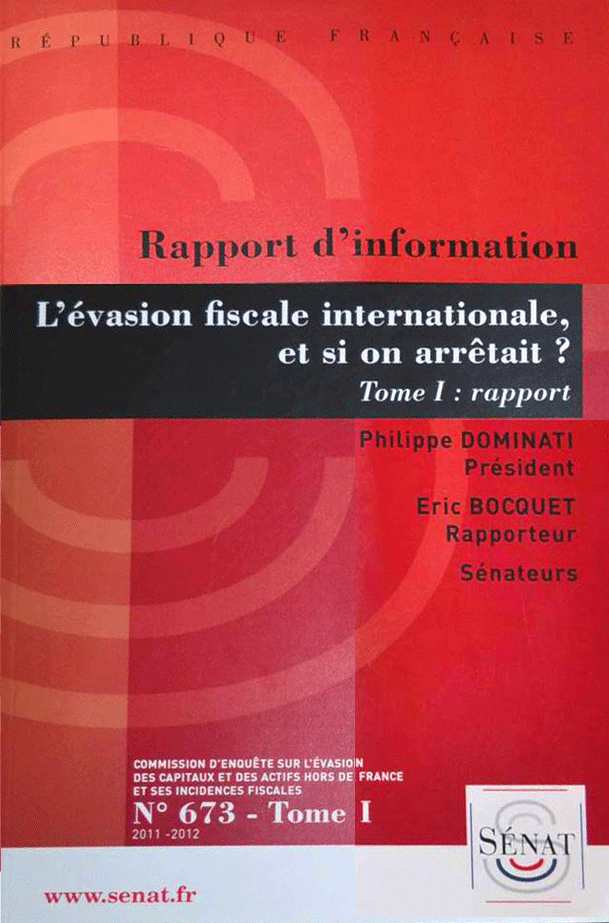 RÉPUBLIQUE FRANÇAISE
Rapport d'information
L'évasion fiscale internationale,
et si on arrêtait ?
Tome I : rapport
Philippe DOMINATI
Président
Eric BOCQUET
Rapporteur
Sénateurs
COMMISSION D'ENQUÊTE SUR L'ÉVASION
DES CAPITAUX ET DES ACTIFS HORS DE FRANCE
ET SES INCIDENCES FISCALES
N° 673 - Tome I
2011 -2012
SÉNAT
www.senat.fr